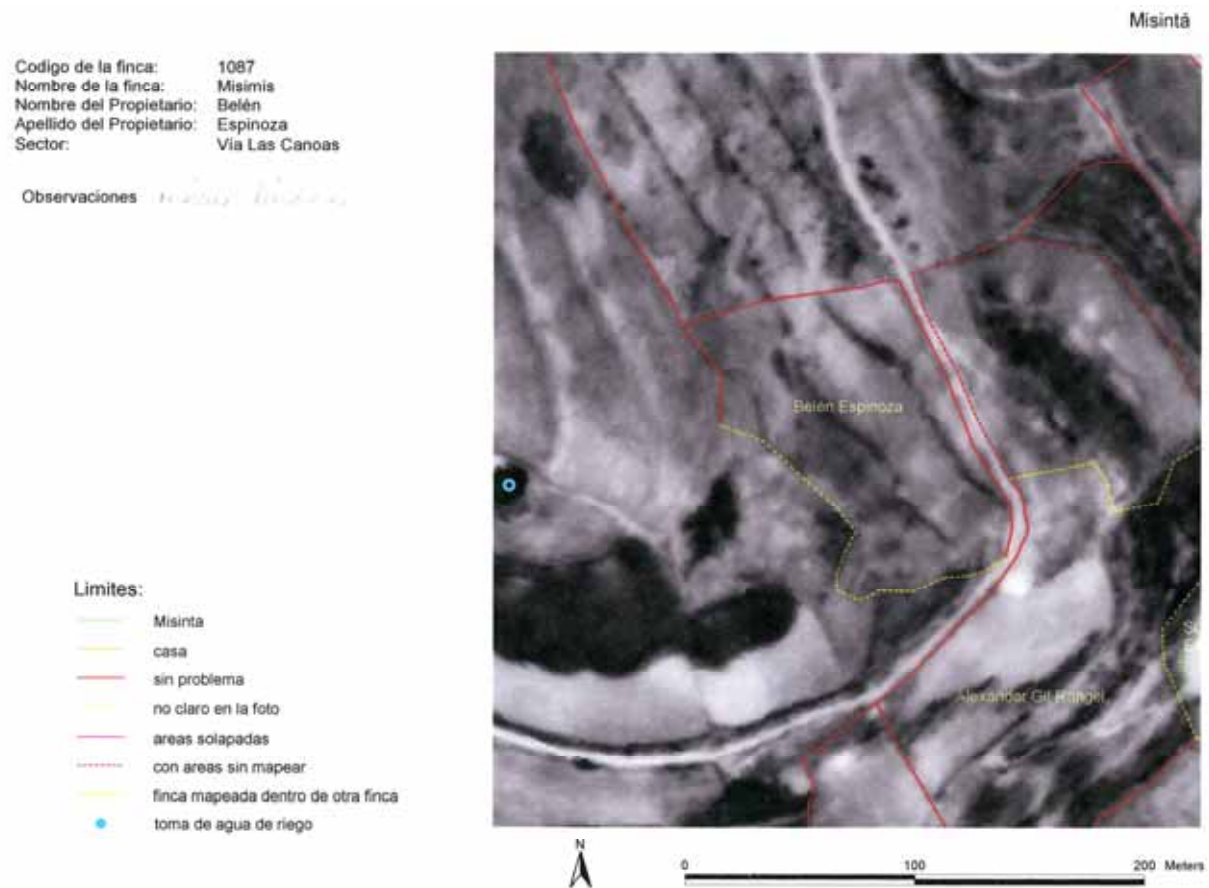 Misintá
Codigo de la finca: 1087
Nombre de la finca: Misimis
Nombre del Propietario: Belén
Apellido del Propietario: Espinoza
Sector: Via Las Canoas
Observaciones
Belén Espinoza
Alexander Gil Rangel
Limites:
Misinta
casa
sin problema
no claro en la foto
areas solapadas
con areas sin mapear
finca mapeada dentro de otra finca
toma de agua de riego
N
0 100 200 Meters